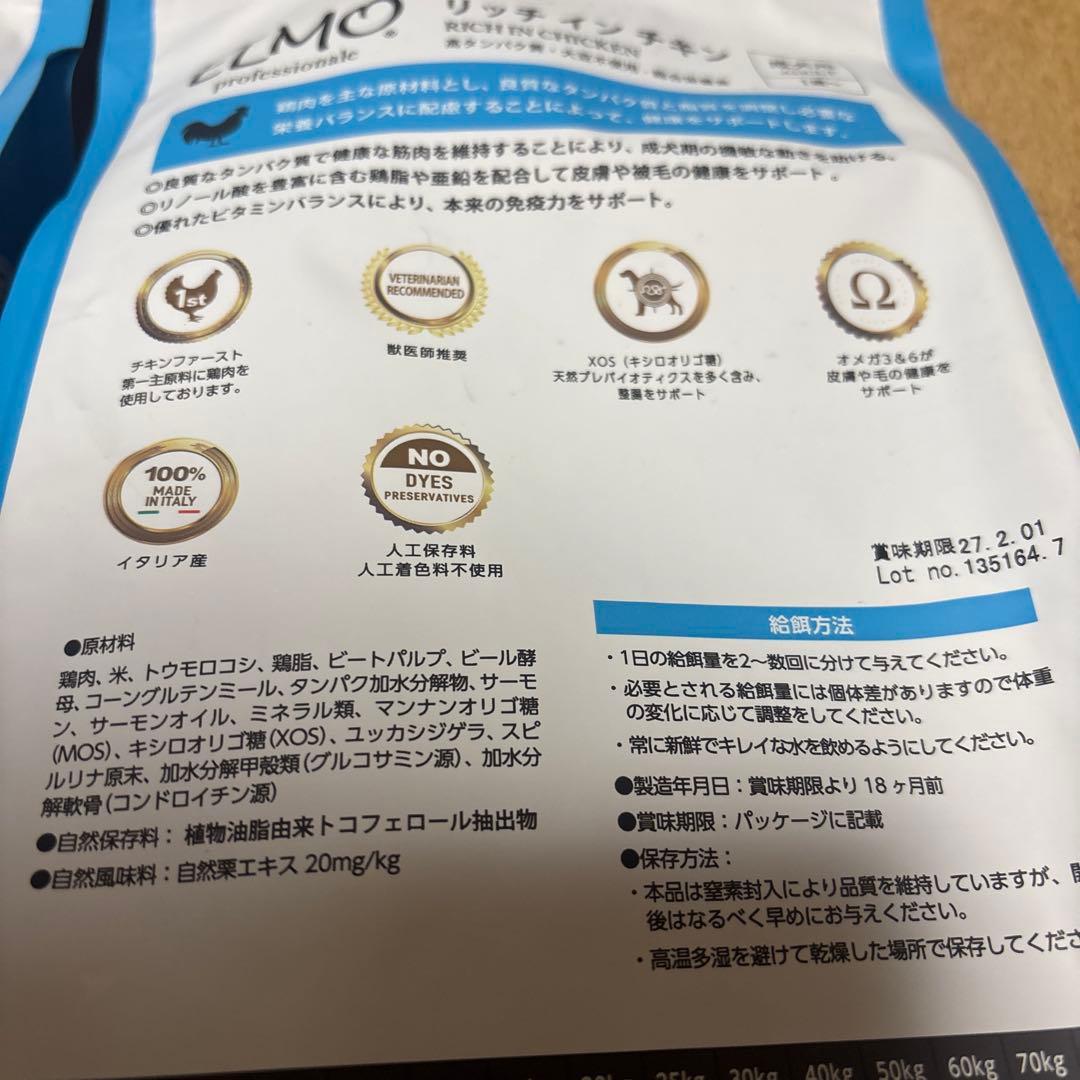 ELMO
professionale
リッチ イン チキン
RICH IN CHICKEN
成犬用
鶏肉を主な原材料とし、良質なタンパク質と脂質を調整し必要な
栄養バランスに配慮することによって、健康をサポートします。
◎良質なタンパク質で健康な筋肉を維持することにより、成犬期の機敏な動きを助ける。
◎リノール酸を豊富に含む鶏脂や亜鉛を配合して皮膚や被毛の健康をサポート。
◎優れたビタミンバランスにより、本来の免疫力をサポート。
1st
チキンファースト
第一主原料に鶏肉を
使用しております。
VETERINARIAN
RECOMMENDED
獣医師推奨
XOS（キシロオリゴ糖）
天然プレバイオティクスを多く含み、
整腸をサポート
Ω
オメガ3＆6が
皮膚や毛の健康を
サポート
100%
MADE
IN ITALY
イタリア産
NO
DYES
PRESERVATIVES
人工保存料
人工着色料不使用
賞味期限27.2.01
Lot no.135164.7
●原材料
鶏肉、米、トウモロコシ、鶏脂、ビートパルプ、ビール酵
母、コーングルテンミール、タンパク加水分解物、サーモ
ン、サーモンオイル、ミネラル類、マンナンオリゴ糖
(MOS)、キシロオリゴ糖(XOS)、ユッカシジゲラ、スピ
ルリナ原末、加水分解甲殻類(グルコサミン源)、加水分
解軟骨(コンドロイチン源)
●自然保存料：植物油脂由来トコフェロール抽出物
●自然風味料：自然栗エキス 20mg/kg
給餌方法
・1日の給餌量を2〜数回に分けて与えてください。
・必要とされる給餌量には個体差がありますので体重
の変化に応じて調整をしてください。
・常に新鮮でキレイな水を飲めるようにしてください。
●製造年月日：賞味期限より18ヶ月前
●賞味期限：パッケージに記載
●保存方法：
・本品は窒素封入により品質を維持していますが、開
後はなるべく早めにお与えください。
・高温多湿を避けて乾燥した場所で保存してくださ
25kg 30kg 40kg 50kg 60kg 70kg